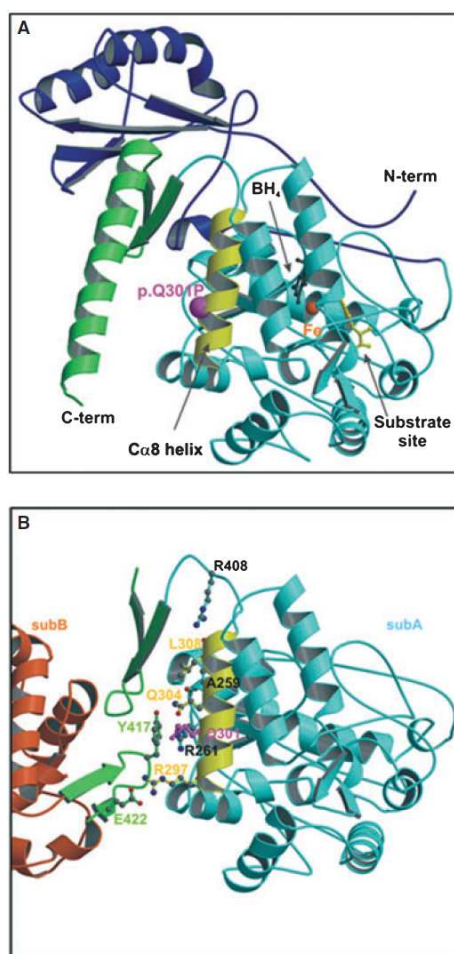 A
N-term
BH4
p.Q301P
Fe
C-term
Cα8 helix
Substrate
site
B
R408
subB
subA
L308
A259
Q304
Y417
R261
R297
E422